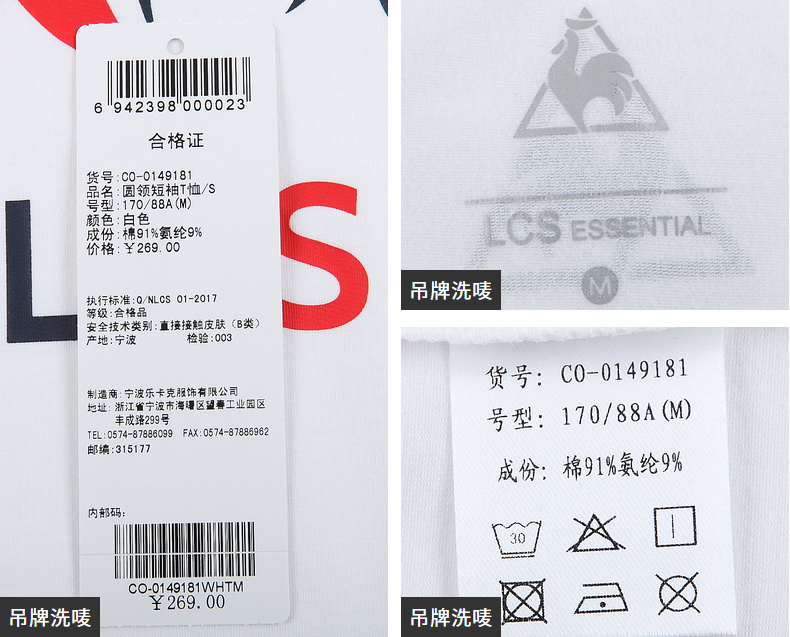 6 942398 000023
合格证
货号:CO-0149181
品名:圆领短袖T恤/S
号型:170/88A(M)
颜色:白色
成份:棉91%氨纶9%
价格:￥269.00
执行标准:Q/NLCS 01-2017
等级:合格品
安全技术类别:直接接触皮肤（B类）
产地:宁波 检验:003
制造商:宁波乐卡克服饰有限公司
地址:浙江省宁波市海曙区望春工业园区
丰成路299号
TEL:0574-87886099 FAX:0574-87886962
邮编:315177
内部码:
CO-0149181WHTM
￥269.00
L S
吊牌洗唛
LCS ESSENTIAL
M
吊牌洗唛
货号: CO-0149181
号型: 170/88A(M)
成份: 棉91%氨纶9%
30
吊牌洗唛